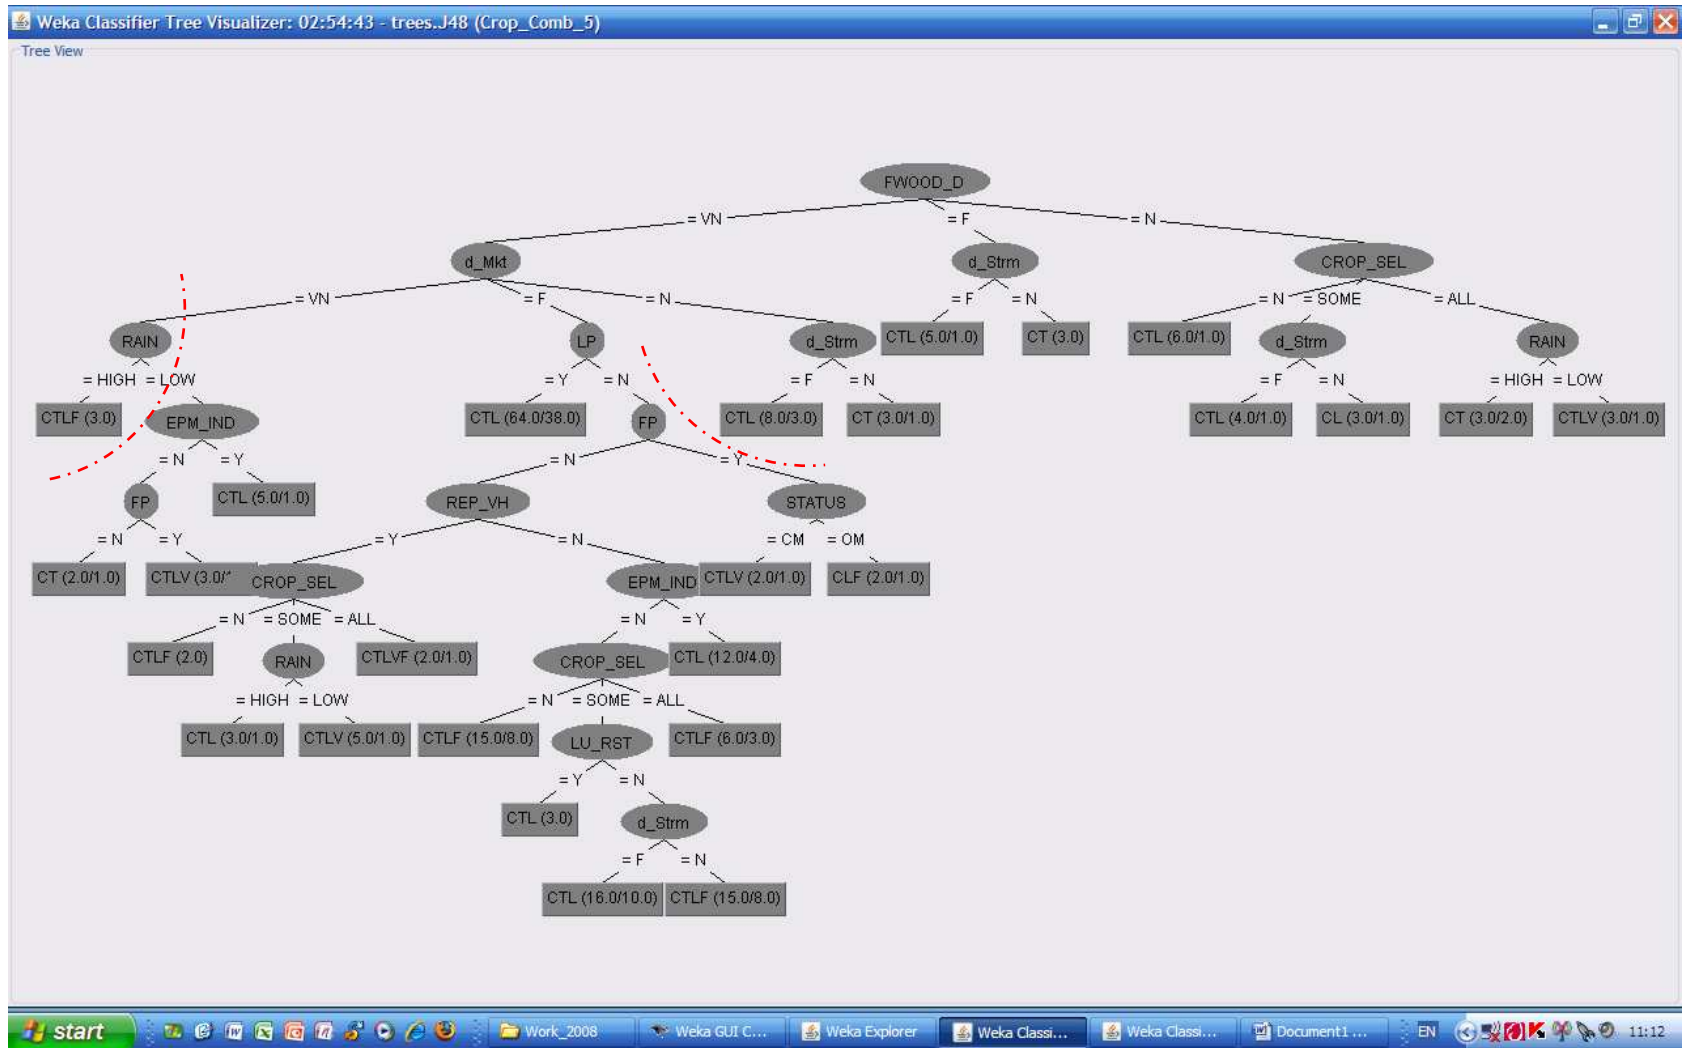 Weka Classifier Tree Visualizer: 02:54:43 - trees.J48 (Crop_Comb_5)
Tree View
FWOOD_D
= VN = F = N
d_Mkt d_Strm CROP_SEL
= VN = F = N = F = N = N = SOME = ALL
RAIN LP d_Strm CTL (5.0/1.0) CT (3.0) CTL (6.0/1.0) d_Strm RAIN
= HIGH = LOW = Y = N = F = N = F = N = HIGH = LOW
CTLF (3.0) EPM_IND CTL (64.0/38.0) FP CTL (8.0/3.0) CT (3.0/1.0) CTL (4.0/1.0) CL (3.0/1.0) CT (3.0/2.0) CTLV (3.0/1.0)
= N = Y = N = Y
FP CTL (5.0/1.0) REP_VH STATUS
= N = Y = Y = N = CM = OM
CT (2.0/1.0) CTLV (3.0/ CROP_SEL EPM_IND CTLV (2.0/1.0) CLF (2.0/1.0)
= N = SOME = ALL = N = Y
CTLF (2.0) RAIN CTLVF (2.0/1.0) CROP_SEL CTL (12.0/4.0)
= HIGH = LOW = N = SOME = ALL
CTL (3.0/1.0) CTLV (5.0/1.0) CTLF (15.0/8.0) LU_RST CTLF (6.0/3.0)
= Y = N
CTL (3.0) d_Strm
= F = N
CTL (16.0/10.0) CTLF (15.0/8.0)
start Work_2008 Weka GUI C... Weka Explorer Weka Classi... Weka Classi... Document1 ... EN 11:12